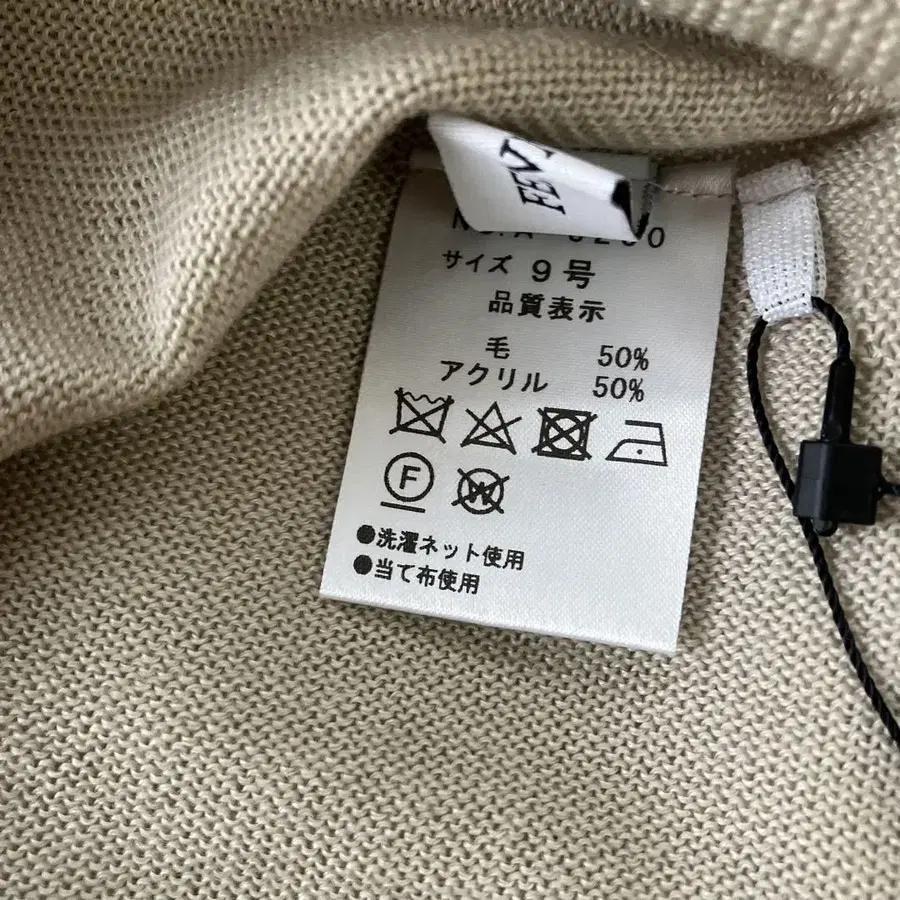 サイズ 9号
品質表示
毛 50%
アクリル 50%
F
W
●洗濯ネット使用
●当て布使用